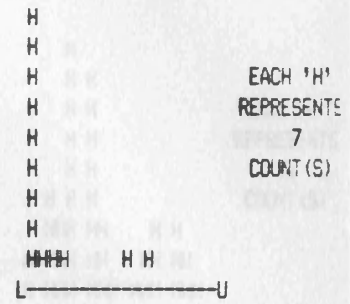 H
H
H EACH 'H'
H REPRESENTS
H 7
H COUNT(S)
H
HHHH H H
L-----------------U